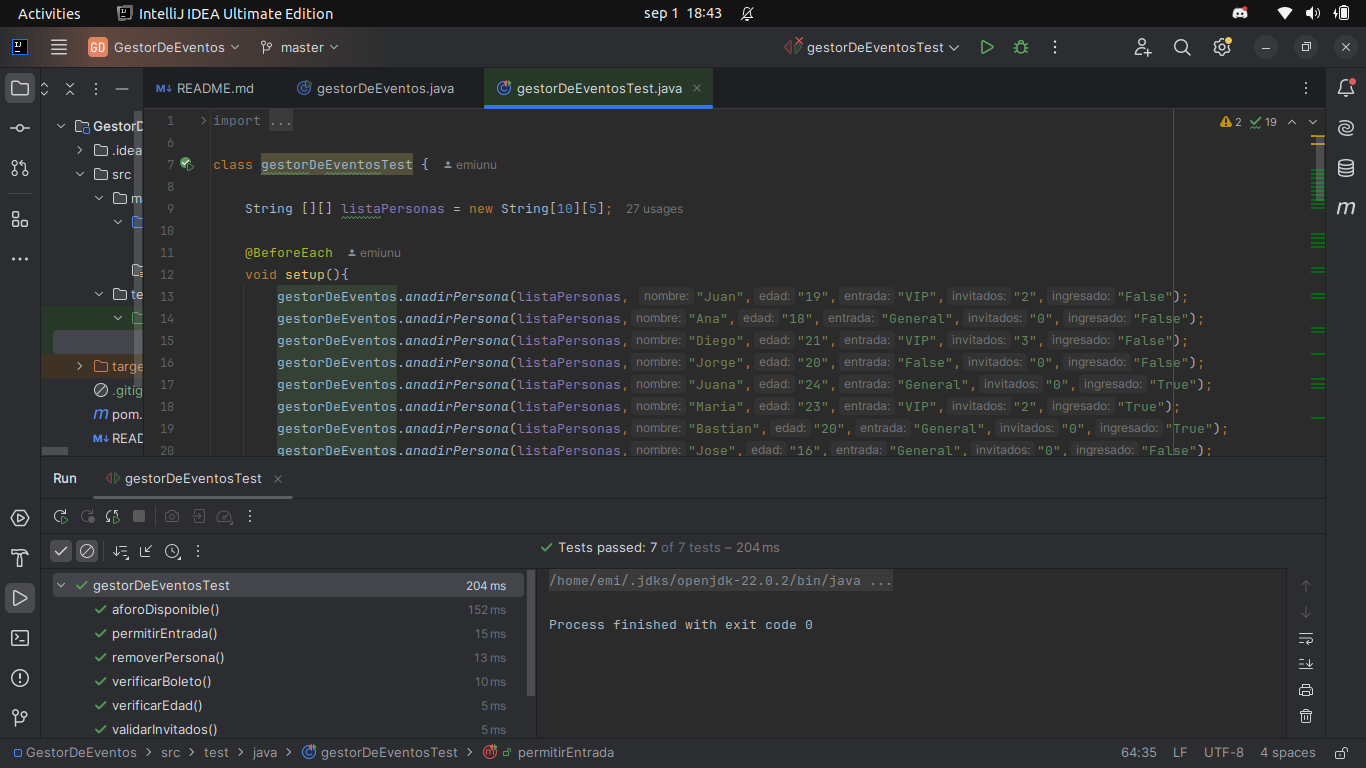 Activities IntelliJ IDEA Ultimate Edition sep 1 18:43
GD GestorDeEventos master gestorDeEventosTest
README.md gestorDeEventos.java gestorDeEventosTest.java
GestorD
.idea
src
m
te
targe
.gitig
pom.
READ
1 import ...
2 19
6
7 class gestorDeEventosTest { emiunu
8
9 String [][] listaPersonas = new String[10][5]; 27 usages
10
11 @BeforeEach emiunu
12 void setup(){
13 gestorDeEventos.anadirPersona(listaPersonas, nombre: "Juan", edad: "19", entrada: "VIP", invitados: "2", ingresado: "False");
14 gestorDeEventos.anadirPersona(listaPersonas, nombre: "Ana", edad: "18", entrada: "General", invitados: "0", ingresado: "False");
15 gestorDeEventos.anadirPersona(listaPersonas, nombre: "Diego", edad: "21", entrada: "VIP", invitados: "3", ingresado: "False");
16 gestorDeEventos.anadirPersona(listaPersonas, nombre: "Jorge", edad: "20", entrada: "False", invitados: "0", ingresado: "False");
17 gestorDeEventos.anadirPersona(listaPersonas, nombre: "Juana", edad: "24", entrada: "General", invitados: "0", ingresado: "True");
18 gestorDeEventos.anadirPersona(listaPersonas, nombre: "Maria", edad: "23", entrada: "VIP", invitados: "2", ingresado: "True");
19 gestorDeEventos.anadirPersona(listaPersonas, nombre: "Bastian", edad: "20", entrada: "General", invitados: "0", ingresado: "True");
20 gestorDeEventos.anadirPersona(listaPersonas, nombre: "Jose", edad: "16", entrada: "General", invitados: "0", ingresado: "False");
Run gestorDeEventosTest
Tests passed: 7 of 7 tests – 204 ms
gestorDeEventosTest 204 ms
aforoDisponible() 152 ms
permitirEntrada() 15 ms
removerPersona() 13 ms
verificarBoleto() 10 ms
verificarEdad() 5 ms
validarInvitados() 5 ms
/home/emi/.jdks/openjdk-22.0.2/bin/java ...
Process finished with exit code 0
GestorDeEventos > src > test > java > gestorDeEventosTest > permitirEntrada 64:35 LF UTF-8 4 spaces